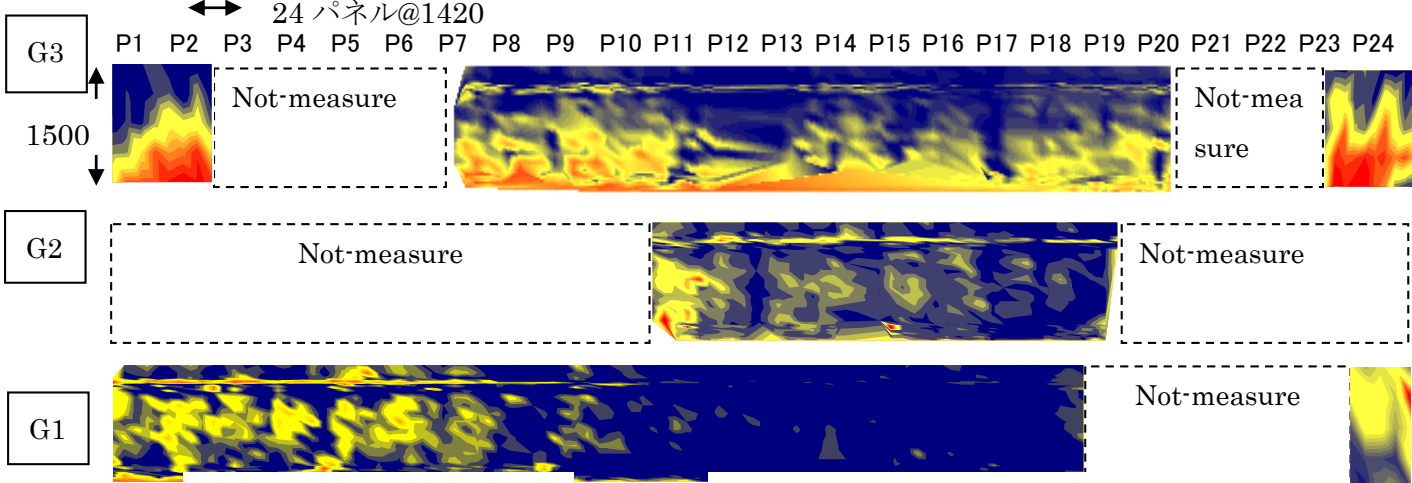 24 パネル@1420
G3
P1 P2 P3 P4 P5 P6 P7 P8 P9 P10 P11 P12 P13 P14 P15 P16 P17 P18 P19 P20 P21 P22 P23 P24
1500
Not-measure
Not-mea
sure
G2
Not-measure
Not-measure
G1
Not-measure